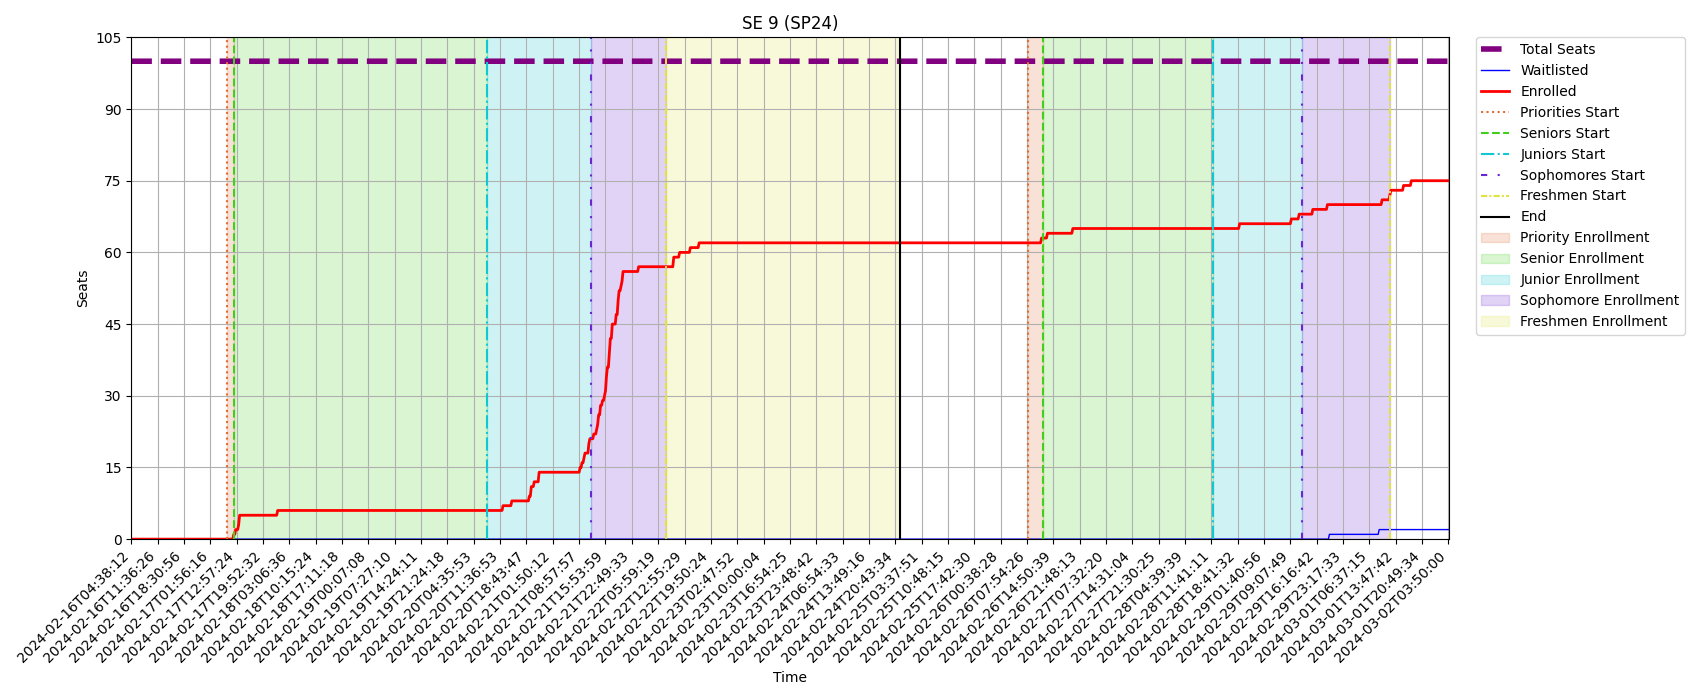 SE 9 (SP24)
105
90
75
60
45
30
15
0
Seats
2024-02-16T04:38:12
2024-02-16T11:36:26
2024-02-16T18:30:56
2024-02-17T01:56:16
2024-02-17T12:57:24
2024-02-17T19:52:32
2024-02-18T03:06:36
2024-02-18T10:15:24
2024-02-18T17:11:18
2024-02-19T00:07:08
2024-02-19T07:27:10
2024-02-19T14:24:11
2024-02-19T21:24:18
2024-02-20T04:35:53
2024-02-20T11:36:53
2024-02-20T18:43:47
2024-02-21T01:50:12
2024-02-21T08:57:57
2024-02-21T15:53:59
2024-02-21T22:49:33
2024-02-22T05:59:19
2024-02-22T12:55:29
2024-02-22T19:50:24
2024-02-23T02:47:52
2024-02-23T10:00:04
2024-02-23T16:54:25
2024-02-23T23:48:42
2024-02-24T06:54:33
2024-02-24T13:49:16
2024-02-24T20:43:34
2024-02-25T03:37:51
2024-02-25T10:48:15
2024-02-25T17:42:30
2024-02-26T00:38:28
2024-02-26T07:54:26
2024-02-26T14:50:39
2024-02-26T21:48:13
2024-02-27T07:32:20
2024-02-27T14:31:04
2024-02-27T21:30:25
2024-02-28T04:39:39
2024-02-28T11:41:11
2024-02-28T18:41:32
2024-02-29T01:40:56
2024-02-29T09:07:49
2024-02-29T16:16:42
2024-02-29T23:17:33
2024-03-01T06:37:15
2024-03-01T13:47:42
2024-03-01T20:49:34
2024-03-02T03:50:00
Time
Total Seats
Waitlisted
Enrolled
Priorities Start
Seniors Start
Juniors Start
Sophomores Start
Freshmen Start
End
Priority Enrollment
Senior Enrollment
Junior Enrollment
Sophomore Enrollment
Freshmen Enrollment